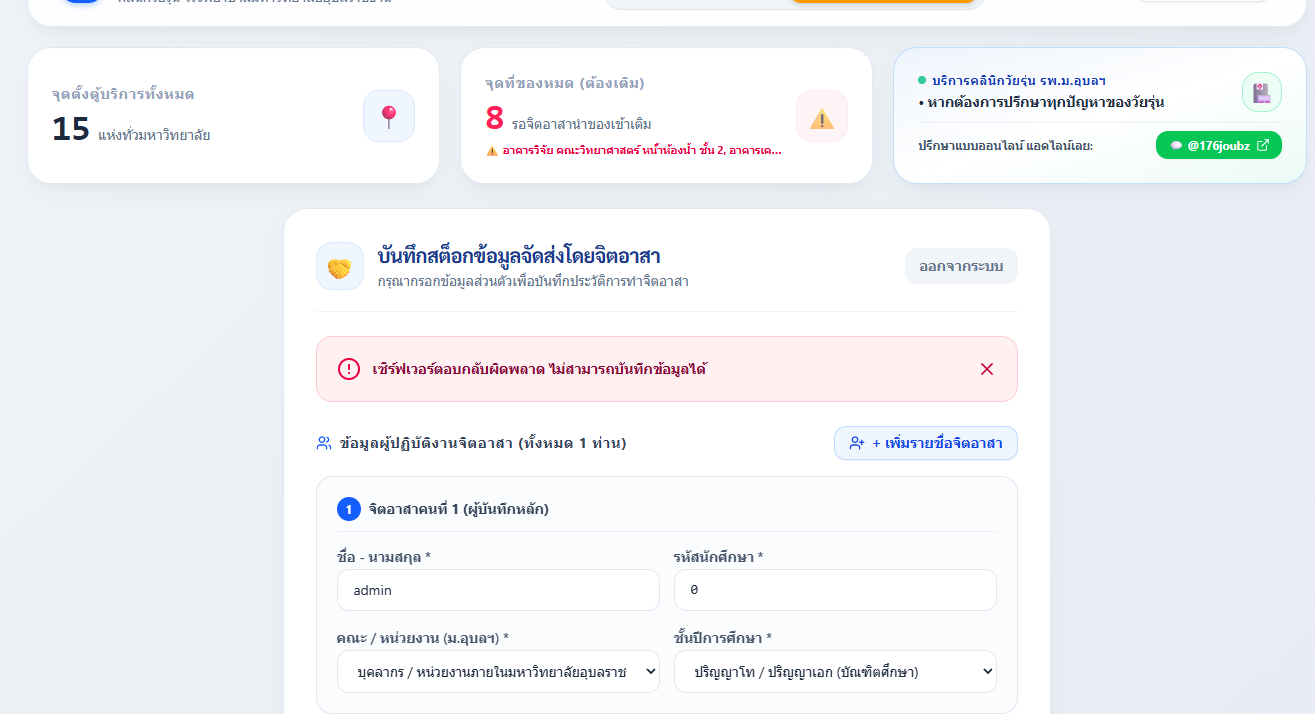 จุดตั้งตู้บริการทั้งหมด
15 แห่งทั่วมหาวิทยาลัย
จุดที่ของหมด (ต้องเติม)
8 รอจิตอาสานำของเข้าเติม
อาคารวิจัย คณะวิทยาศาสตร์ หน้าห้องน้ำ ชั้น 2, อาคารเค...
บริการคลินิกวัยรุ่น รพ.ม.อุบลฯ
• หากต้องการปรึกษาทุกปัญหาของวัยรุ่น
ปรึกษาแบบออนไลน์ แอดไลน์เลย:
@176joubz
บันทึกสต็อกข้อมูลจัดส่งโดยจิตอาสา
กรุณากรอกข้อมูลส่วนตัวเพื่อบันทึกประวัติการทำจิตอาสา
ออกจากระบบ
เซิร์ฟเวอร์ตอบกลับผิดพลาด ไม่สามารถบันทึกข้อมูลได้
ข้อมูลผู้ปฏิบัติงานจิตอาสา (ทั้งหมด 1 ท่าน)
+ เพิ่มรายชื่อจิตอาสา
1 จิตอาสาคนที่ 1 (ผู้บันทึกหลัก)
ชื่อ - นามสกุล *
รหัสนักศึกษา *
admin
0
คณะ / หน่วยงาน (ม.อุบลฯ) *
ชั้นปีการศึกษา *
บุคลากร / หน่วยงานภายในมหาวิทยาลัยอุบลราช
ปริญญาโท / ปริญญาเอก (บัณฑิตศึกษา)